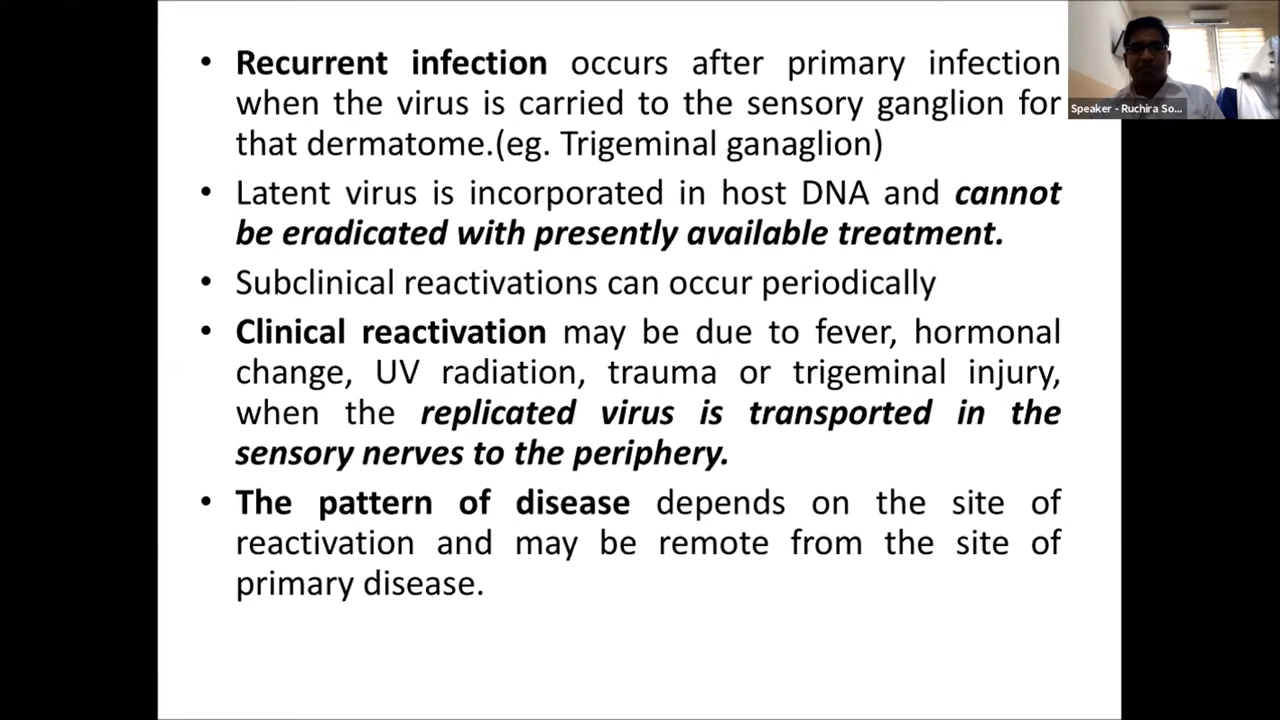 • Recurrent infection occurs after primary infection
when the virus is carried to the sensory ganglion for
that dermatome.(eg. Trigeminal ganaglion)
• Latent virus is incorporated in host DNA and cannot
be eradicated with presently available treatment.
• Subclinical reactivations can occur periodically
• Clinical reactivation may be due to fever, hormonal
change, UV radiation, trauma or trigeminal injury,
when the replicated virus is transported in the
sensory nerves to the periphery.
• The pattern of disease depends on the site of
reactivation and may be remote from the site of
primary disease.
Speaker - Ruchira So...